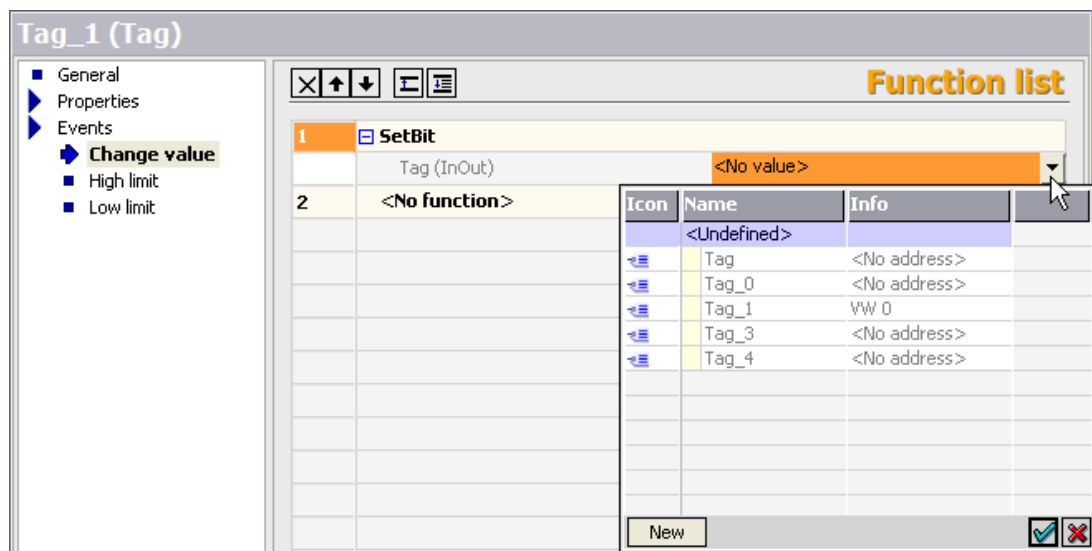 Tag_1 (Tag)
General
Properties
Events
Change value
High limit
Low limit
Function list
1 SetBit
Tag (InOut) <No value>
2 <No function>
Icon Name Info
<Undefined>
Tag <No address>
Tag_0 <No address>
Tag_1 VW 0
Tag_3 <No address>
Tag_4 <No address>
New